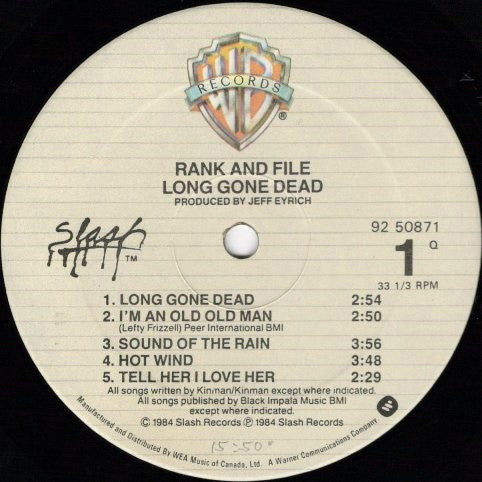 WB
RECORDS
®
RANK AND FILE
LONG GONE DEAD
PRODUCED BY JEFF EYRICH
Slash
TM
92 50871
1 Q
33 1/3 RPM
1. LONG GONE DEAD 2:54
2. I'M AN OLD OLD MAN 2:50
(Lefty Frizzell) Peer International BMI
3. SOUND OF THE RAIN 3:56
4. HOT WIND 3:48
5. TELL HER I LOVE HER 2:29
All songs written by Kinman/Kinman except where indicated.
All songs published by Black Impala Music BMI
except where indicated.
© 1984 Slash Records ℗ 1984 Slash Records
Manufactured and Distributed By WEA Music of Canada, Ltd. A Warner Communications Company